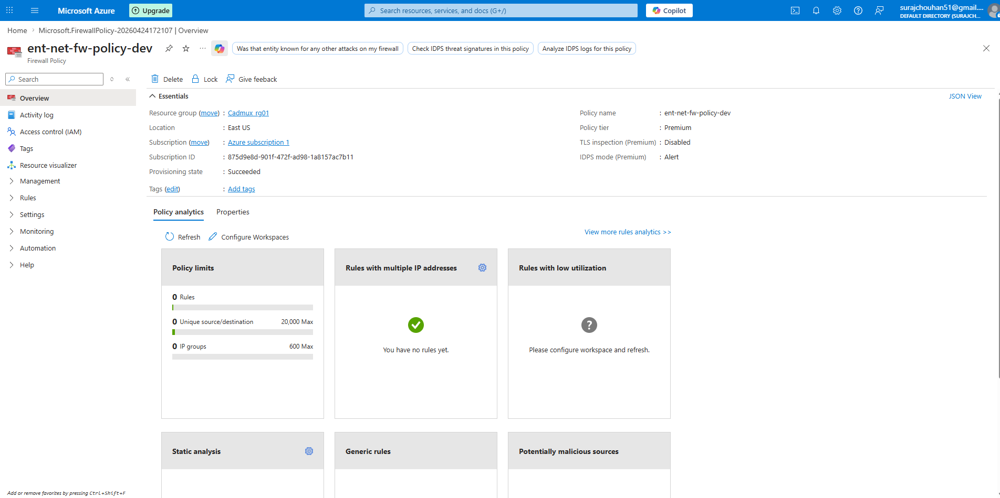 Microsoft Azure
Upgrade
Search resources, services, and docs (G+/)
Copilot
surajchouhan51@gmail....
DEFAULT DIRECTORY (SURAJCH...
Home > Microsoft.FirewallPolicy-20260424172107 | Overview
ent-net-fw-policy-dev
Firewall Policy
Was that entity known for any other attacks on my firewall
Check IDPS threat signatures in this policy
Analyze IDPS logs for this policy
Search
Overview
Activity log
Access control (IAM)
Tags
Resource visualizer
Management
Rules
Settings
Monitoring
Automation
Help
Add or remove favorites by pressing Ctrl+Shift+F
Delete
Lock
Give feeback
Essentials
JSON View
Resource group (move) : Cadmux_rg01
Location : East US
Subscription (move) : Azure subscription 1
Subscription ID : 875d9e8d-901f-472f-ad98-1a8157ac7b11
Provisioning state : Succeeded
Tags (edit) : Add tags
Policy name : ent-net-fw-policy-dev
Policy tier : Premium
TLS inspection (Premium) : Disabled
IDPS mode (Premium) : Alert
Policy analytics
Properties
Refresh
Configure Workspaces
View more rules analytics >>
Policy limits
0 Rules
0 Unique source/destination 20,000 Max
0 IP groups 600 Max
Rules with multiple IP addresses
You have no rules yet.
Rules with low utilization
Please configure workspace and refresh.
Static analysis
Generic rules
Potentially malicious sources